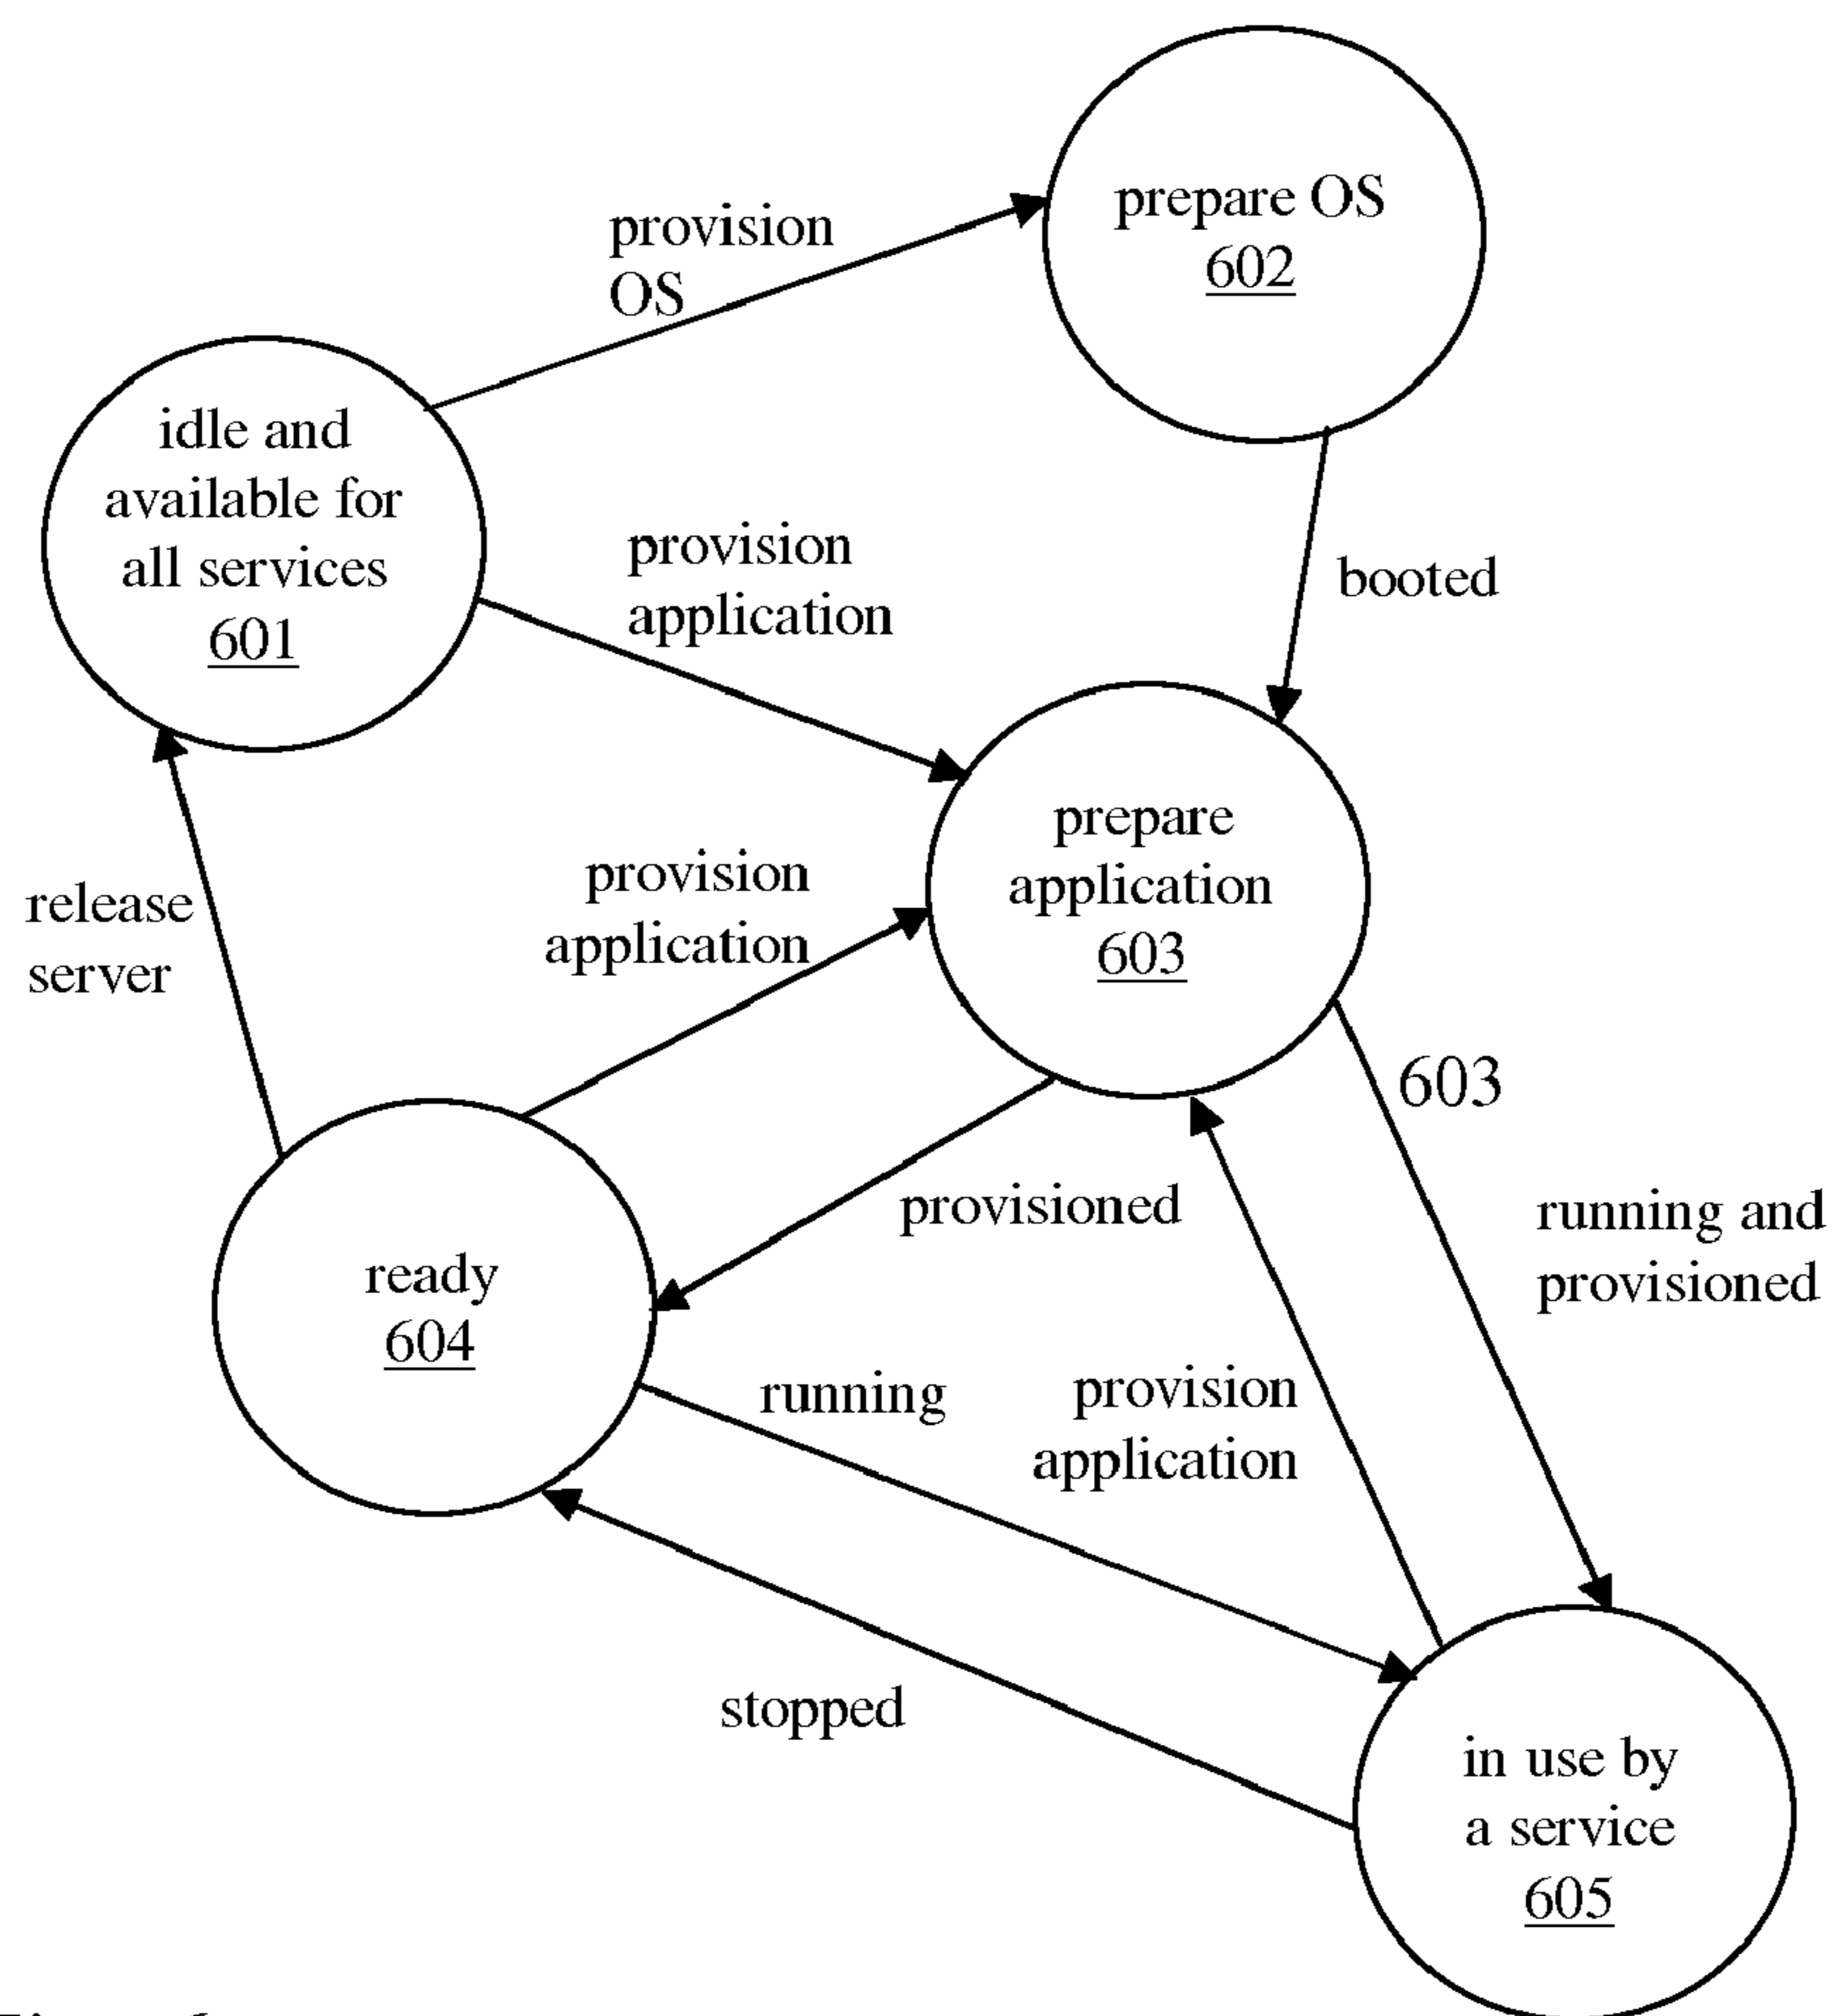 prepare OS
602
provision
OS
idle and
available for
all services
601
provision
application
booted
prepare
application
603
provision
application
release
server
603
provisioned
running and
provisioned
ready
604
running
provision
application
stopped
in use by
a service
605